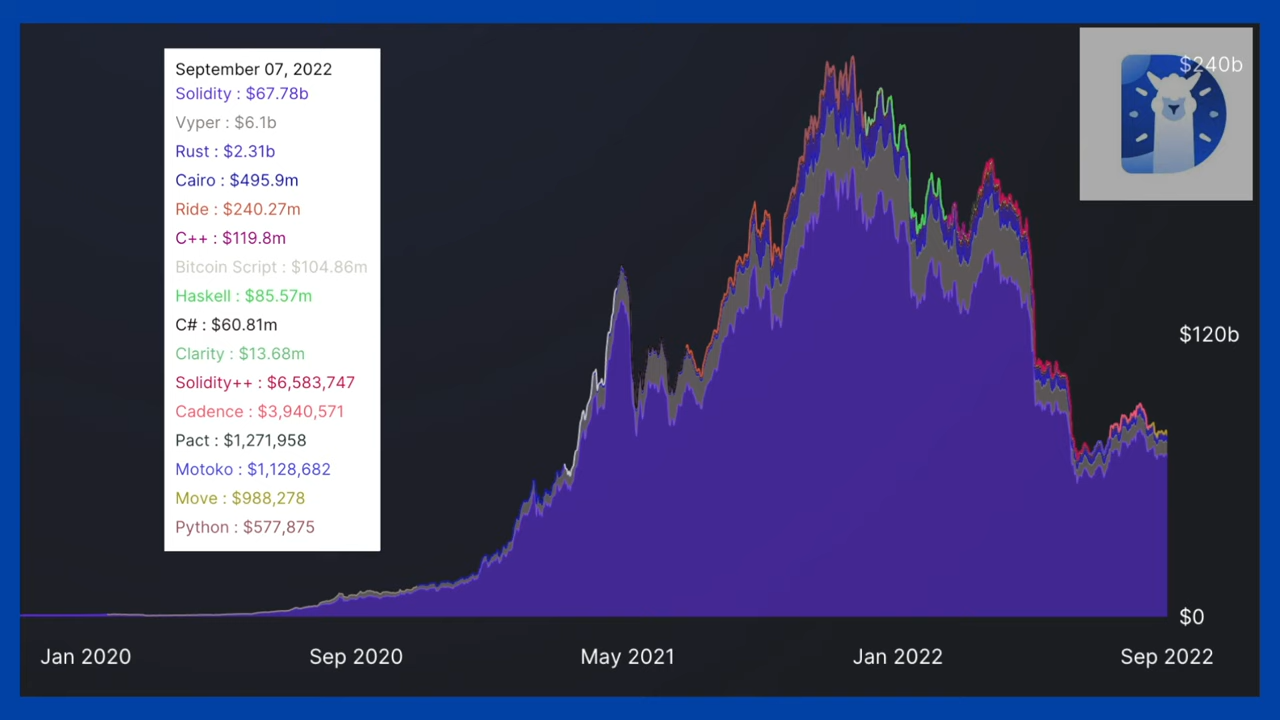 September 07, 2022
Solidity : $67.78b
Vyper : $6.1b
Rust : $2.31b
Cairo : $495.9m
Ride : $240.27m
C++ : $119.8m
Bitcoin Script : $104.86m
Haskell : $85.57m
C# : $60.81m
Clarity : $13.68m
Solidity++ : $6,583,747
Cadence : $3,940,571
Pact : $1,271,958
Motoko : $1,128,682
Move : $988,278
Python : $577,875
$240b
$120b
$0
Jan 2020
Sep 2020
May 2021
Jan 2022
Sep 2022